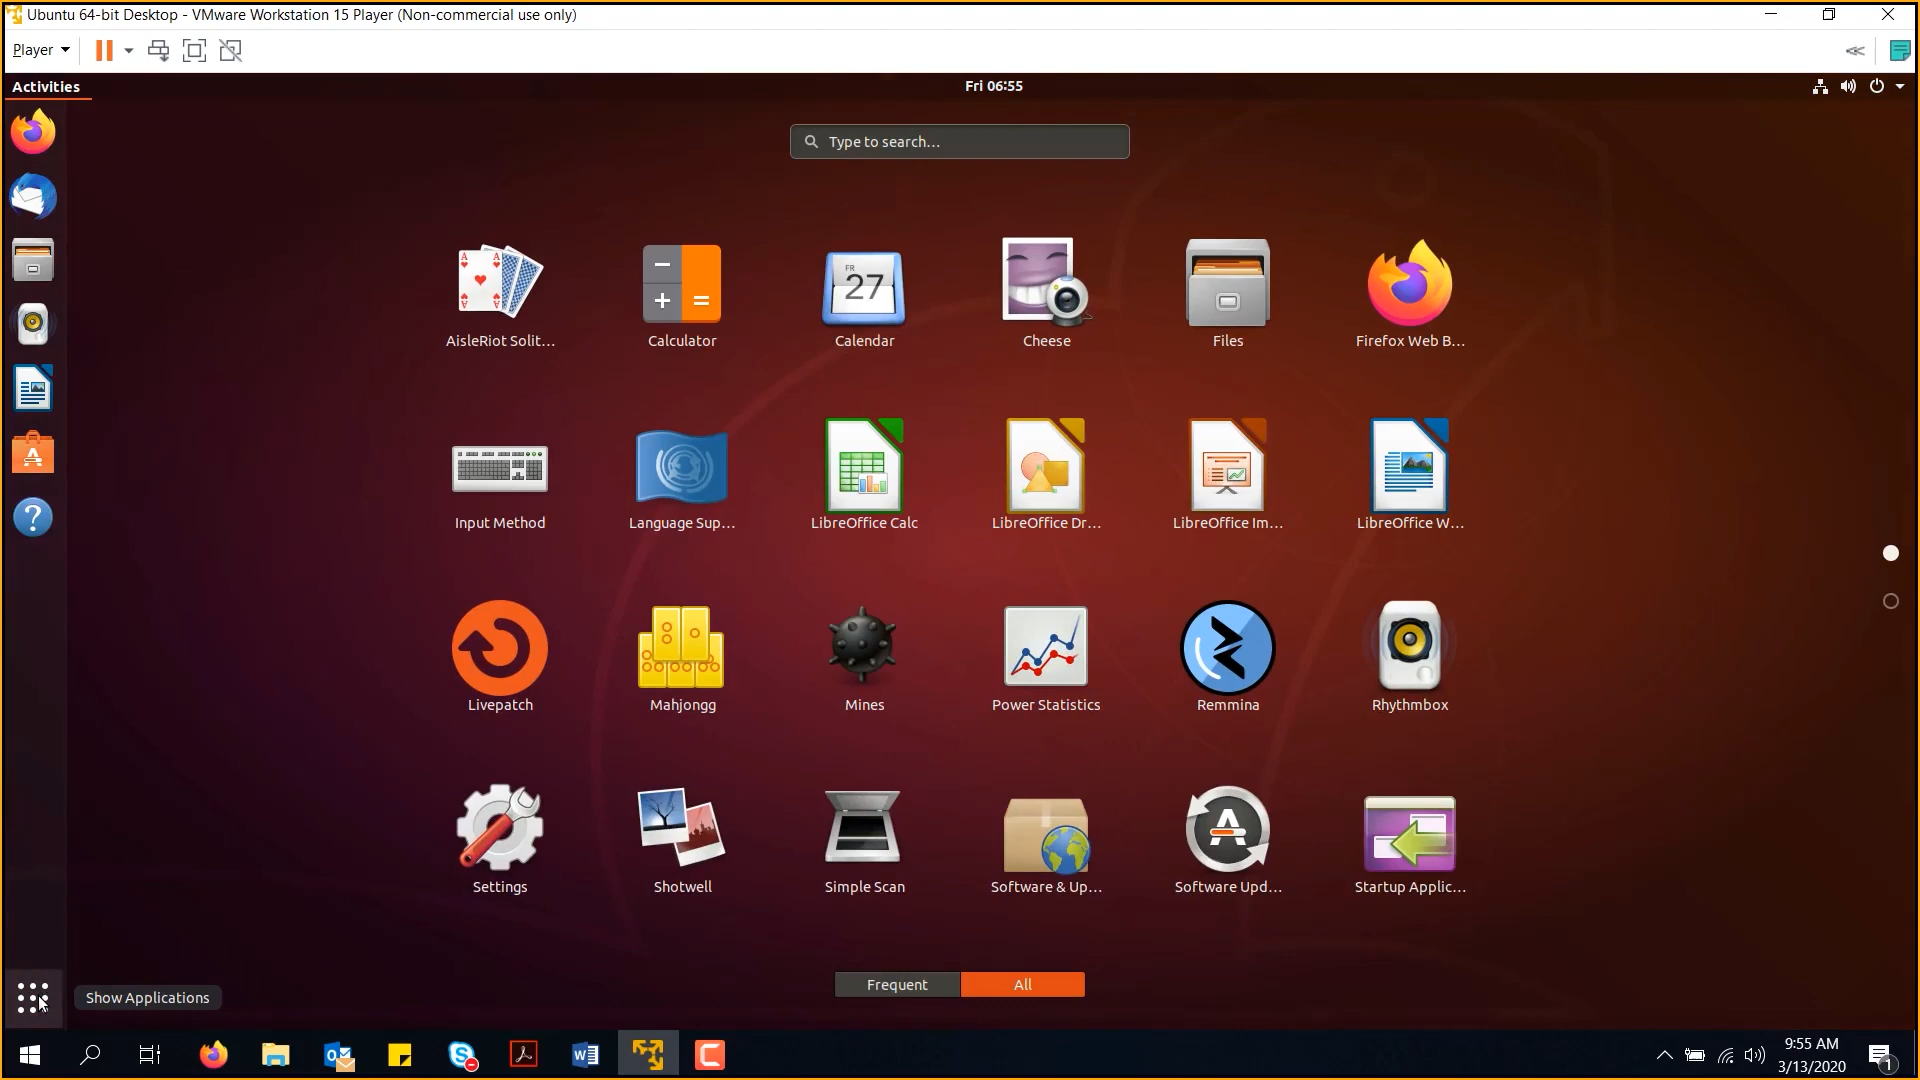 Ubuntu 64-bit Desktop - VMware Workstation 15 Player (Non-commercial use only)
Player
Activities
Fri 06:55
Type to search...
FR
27
AisleRiot Solit...
Calculator
Calendar
Cheese
Files
Firefox Web B...
Input Method
Language Sup...
LibreOffice Calc
LibreOffice Dr...
LibreOffice Im...
LibreOffice W...
Livepatch
Mahjongg
Mines
Power Statistics
Remmina
Rhythmbox
Settings
Shotwell
Simple Scan
Software & Up...
Software Upd...
Startup Applic...
Show Applications
Frequent
All
9:55 AM
3/13/2020
1